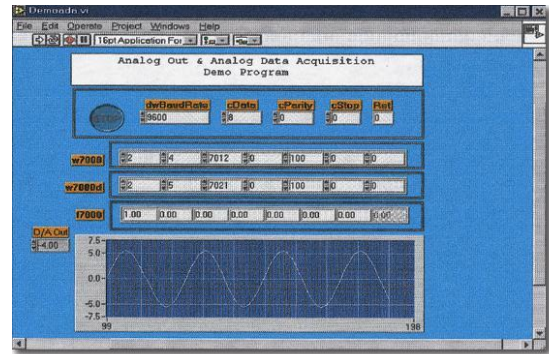 Demoada.vi
File Edit Operate Project Windows Help
16pt Application For
Analog Out & Analog Data Acquisition
Demo Program
STOP
dwBaudRate cData cParity cStop Ret
9600 8 0 0 0
w7000 2 4 7012 0 100 0 0
w7000d 2 5 7021 0 100 0 0
f7000 1.00 0.00 0.00 0.00 0.00 0.00 0.00 0.00
D/A Out
-4.00
7.5
5.0
0.0
-5.0
-7.5
99 198